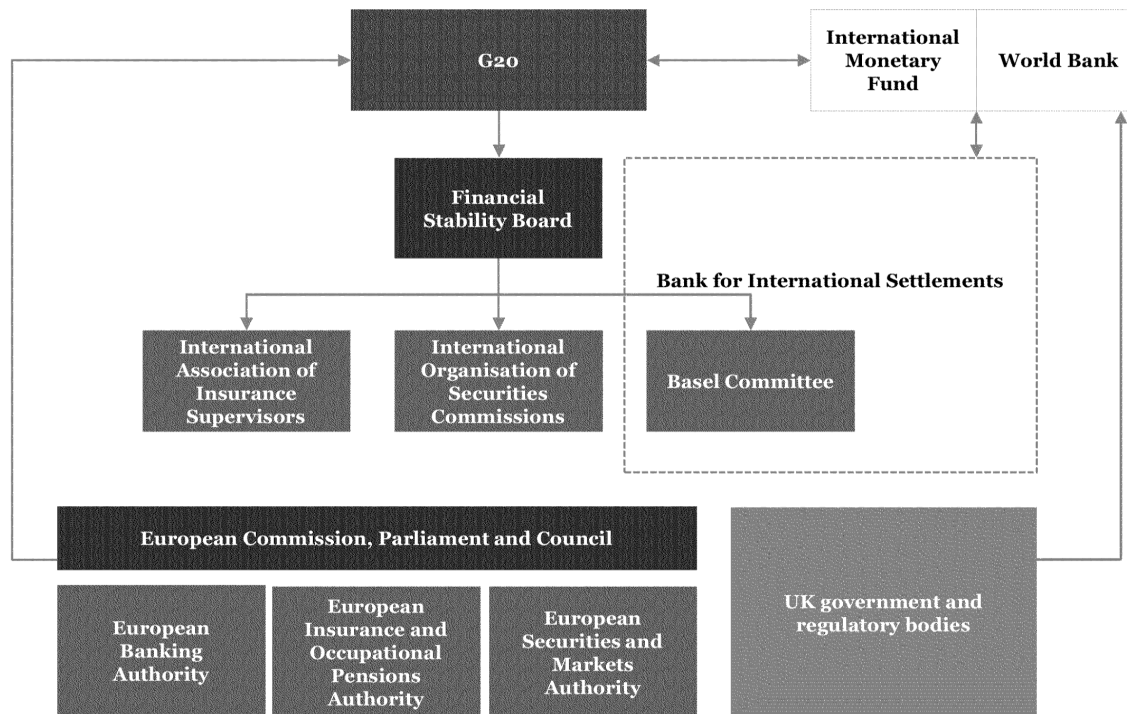 G20
International
Monetary
Fund
World Bank
Financial
Stability Board
Bank for International Settlements
International
Association of
Insurance
Supervisors
International
Organisation of
Securities
Commissions
Basel Committee
European Commission, Parliament and Council
European
Banking
Authority
European
Insurance and
Occupational
Pensions
Authority
European
Securities and
Markets
Authority
UK government and
regulatory bodies